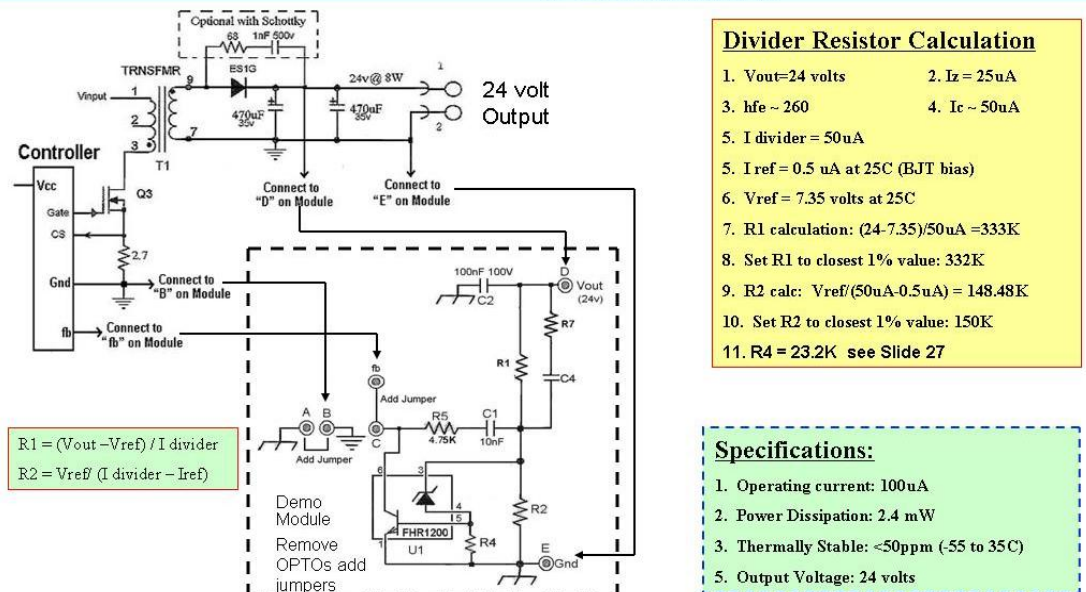 Optional with Schottky
68
1nF 500v
TRNSFMR
9
ES1G
24v@ 8W
1
24 volt
Output
Vinput
1
2
3
7
T1
470uF
35v
470uF
35v
2
Controller
Vcc
Gate
Q3
CS
2.7
Gnd
fb
Connect to
"D" on Module
Connect to
"E" on Module
Connect to
"B" on Module
Connect to
"fb" on Module
100nF 100V
C2
D
Vout
(24v)
R7
R1
C4
fb
Add Jumper
A
B
C
Add Jumper
R5
4.75K
C1
10nF
6
3
4
5
1
FHR1200
U1
R4
R2
E
Gnd
Demo
Module
Remove
OPTOs add
jumpers
R1 = (Vout –Vref) / I divider
R2 = Vref/ (I divider – Iref)
Divider Resistor Calculation
1. Vout=24 volts
2. Iz = 25uA
3. hfe ~ 260
4. Ic ~ 50uA
5. I divider = 50uA
5. I ref = 0.5 uA at 25C (BJT bias)
6. Vref = 7.35 volts at 25C
7. R1 calculation: (24-7.35)/50uA =333K
8. Set R1 to closest 1% value: 332K
9. R2 calc: Vref/(50uA-0.5uA) = 148.48K
10. Set R2 to closest 1% value: 150K
11. R4 = 23.2K see Slide 27
Specifications:
1. Operating current: 100uA
2. Power Dissipation: 2.4 mW
3. Thermally Stable: <50ppm (-55 to 35C)
5. Output Voltage: 24 volts